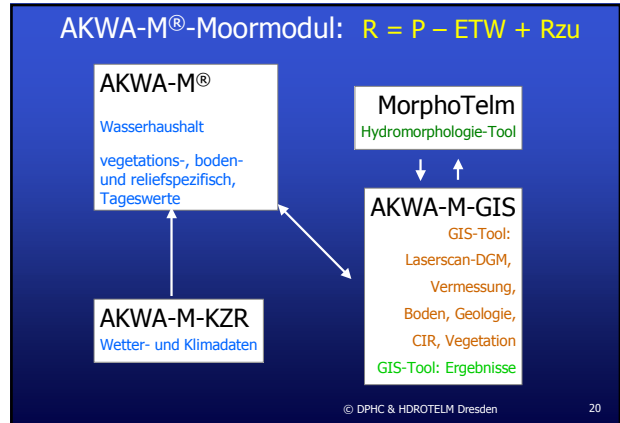 AKWA-M®-Moormodul: R = P – ETW + Rzu
AKWA-M®
Wasserhaushalt
vegetations-, boden-
und reliefspezifisch,
Tageswerte
MorphoTelm
Hydromorphologie-Tool
AKWA-M-GIS
GIS-Tool:
Laserscan-DGM,
Vermessung,
Boden, Geologie,
CIR, Vegetation
GIS-Tool: Ergebnisse
AKWA-M-KZR
Wetter- und Klimadaten
© DPHC & HDROTELM Dresden 20